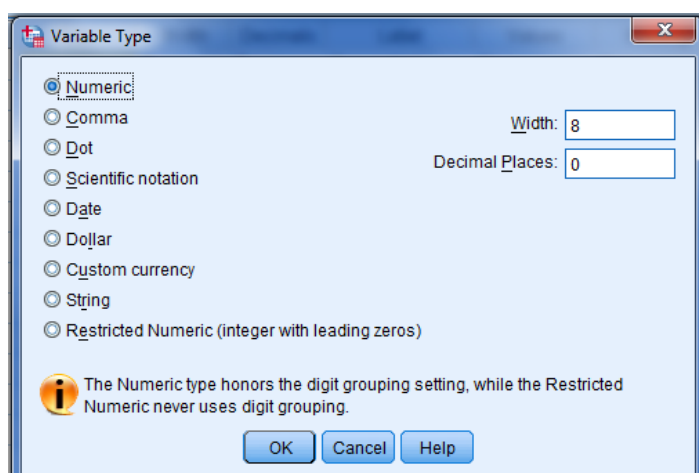 Variable Type
Numeric
Comma
Dot
Scientific notation
Date
Dollar
Custom currency
String
Restricted Numeric (integer with leading zeros)
Width: 8
Decimal Places: 0
The Numeric type honors the digit grouping setting, while the Restricted
Numeric never uses digit grouping.
OK Cancel Help